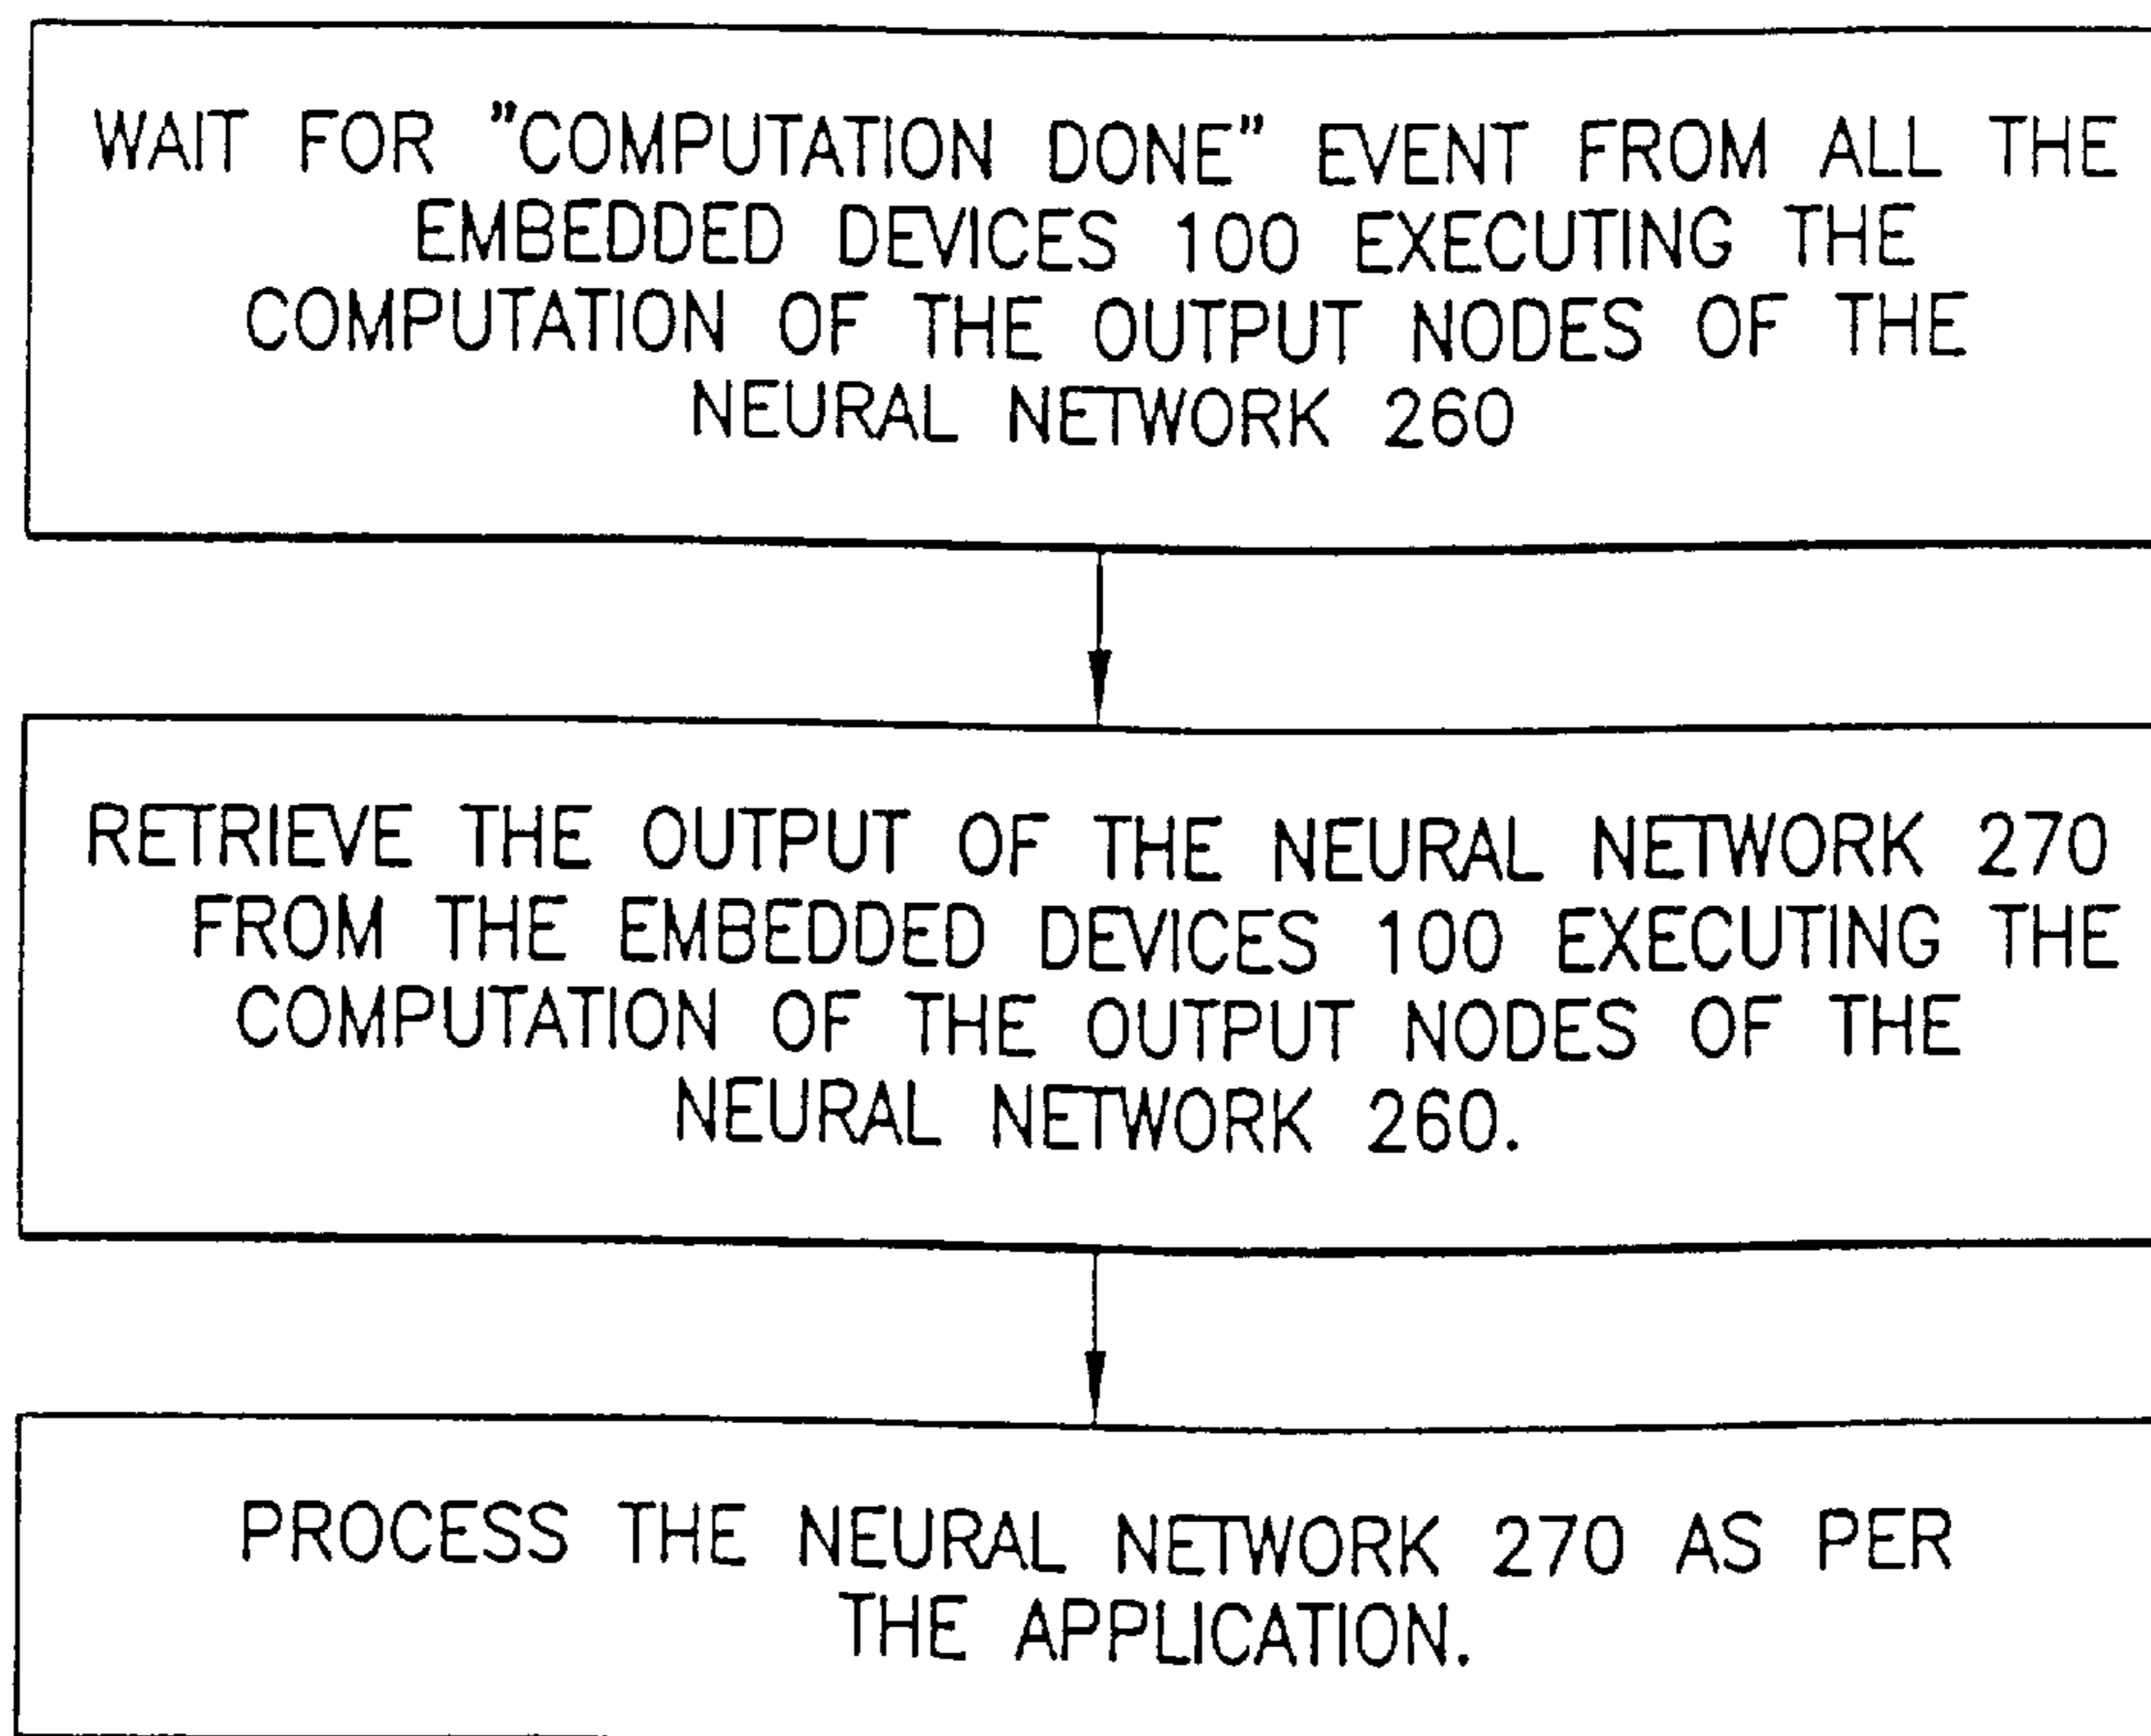 WAIT FOR "COMPUTATION DONE" EVENT FROM ALL THE
EMBEDDED DEVICES 100 EXECUTING THE
COMPUTATION OF THE OUTPUT NODES OF THE
NEURAL NETWORK 260
RETRIEVE THE OUTPUT OF THE NEURAL NETWORK 270
FROM THE EMBEDDED DEVICES 100 EXECUTING THE
COMPUTATION OF THE OUTPUT NODES OF THE
NEURAL NETWORK 260.
PROCESS THE NEURAL NETWORK 270 AS PER
THE APPLICATION.